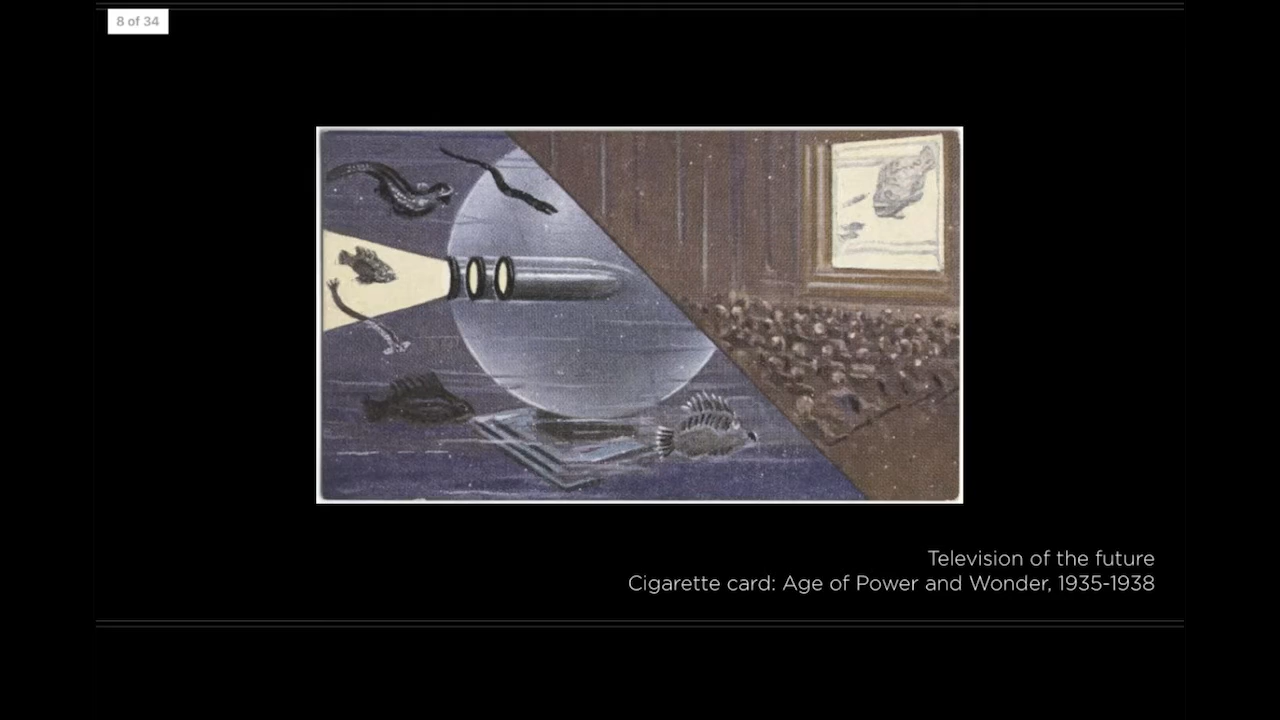 8 of 34
Television of the future
Cigarette card: Age of Power and Wonder, 1935-1938